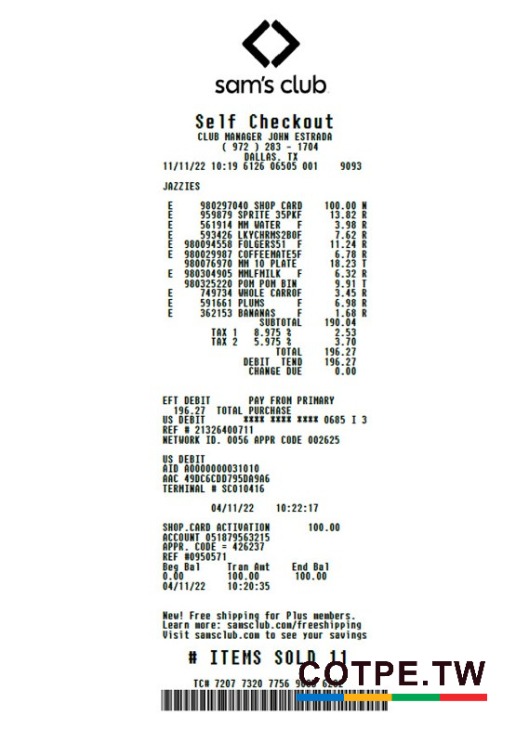 sam's club
Self Checkout
CLUB MANAGER JOHN ESTRADA
( 972 ) 283 - 1704
DALLAS, TX
11/11/22 10:19 6126 06505 001 9093
JAZZIES
E 980297040 SHOP CARD 100.00 N
E 959879 SPRITE 35PKF 13.82 R
E 561914 MM WATER F 3.98 R
E 593426 LKYCHRMS2BOF 7.62 R
E 980094558 FOLGERS51 F 11.24 R
E 980029987 COFFEEMATE5F 6.78 R
980076970 MM 10 PLATE 18.23 T
E 980304905 MMLFMILK F 6.32 R
980325220 POM POM BIN 9.91 T
E 749734 WHOLE CARROF 3.45 R
E 591661 PLUMS F 6.98 R
E 362153 BANANAS F 1.68 R
SUBTOTAL 190.04
TAX 1 8.975 % 2.53
TAX 2 5.975 % 3.70
TOTAL 196.27
DEBIT TEND 196.27
CHANGE DUE 0.00
EFT DEBIT PAY FROM PRIMARY
196.27 TOTAL PURCHASE
US DEBIT **** **** **** 0685 I 3
REF # 21326400711
NETWORK ID. 0056 APPR CODE 002625
US DEBIT
AID A0000000031010
AAC 49DC6CDD795DA9A6
TERMINAL # SC010416
04/11/22 10:22:17
SHOP.CARD ACTIVATION 100.00
ACCOUNT 051879563215
APPR. CODE = 426237
REF #0950571
Beg Bal Tran Amt End Bal
0.00 100.00 100.00
04/11/22 10:20:35
New! Free shipping for Plus members.
Learn more: samsclub.com/freeshipping
Visit samsclub.com to see your savings
# ITEMS SOLD 11
COTPE.TW
TC# 7207 7320 7756